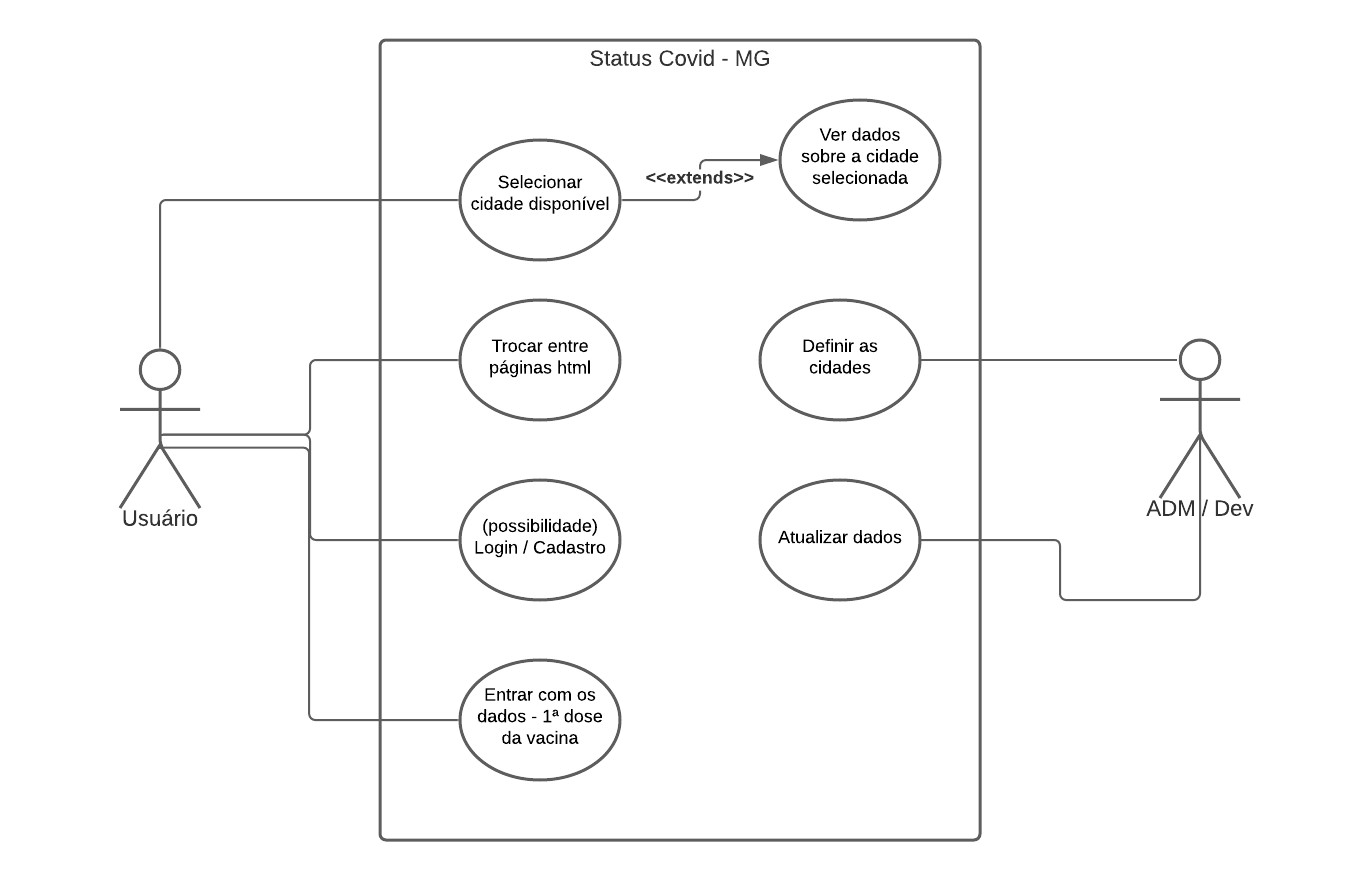 Status Covid - MG
Selecionar
cidade disponível
<<extends>>
Ver dados
sobre a cidade
selecionada
Trocar entre
páginas html
Definir as
cidades
Usuário
(possibilidade)
Login / Cadastro
Atualizar dados
ADM / Dev
Entrar com os
dados - 1ª dose
da vacina